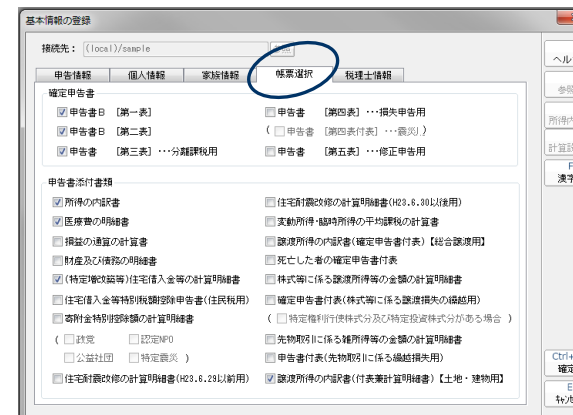 基本情報の登録
接続先： (local)/sample 参照
申告情報 個人情報 家族情報 帳票選択 税理士情報
確定申告書
申告書B ［第一表］ 申告書 ［第四表］ …損失申告用
申告書B ［第二表］ ( 申告書 ［第四表付表］ …震災 )
申告書 ［第三表］ …分離課税用 申告書 ［第五表］ …修正申告用
申告書添付書類
所得の内訳書 住宅耐震改修の計算明細書(H23.6.30以後用)
医療費の明細書 変動所得・臨時所得の平均課税の計算書
損益の通算の計算書 譲渡所得の内訳書(確定申告書付表)【総合譲渡用】
財産及び債務の明細書 死亡した者の確定申告書付表
(特定増改築等)住宅借入金等の計算明細書 株式等に係る譲渡所得等の金額の計算明細書
住宅借入金等特別税額控除申告書(住民税用) 確定申告書付表(株式等に係る譲渡損失の繰越用)
寄附金特別控除額の計算明細書 ( 特定権利行使株式分及び特定投資株式分がある場合 )
( 政党 認定NPO 先物取引に係る雑所得等の金額の計算明細書
公益社団 特定震災 ) 申告書付表(先物取引に係る繰越損失用)
住宅耐震改修の計算明細書(H23.6.29以前用) 譲渡所得の内訳書(付表兼計算明細書)【土地・建物用】
ヘル
参照
所得内
計算
F
漢字
Ctrl+
確定
E
ｷｬﾝｾ